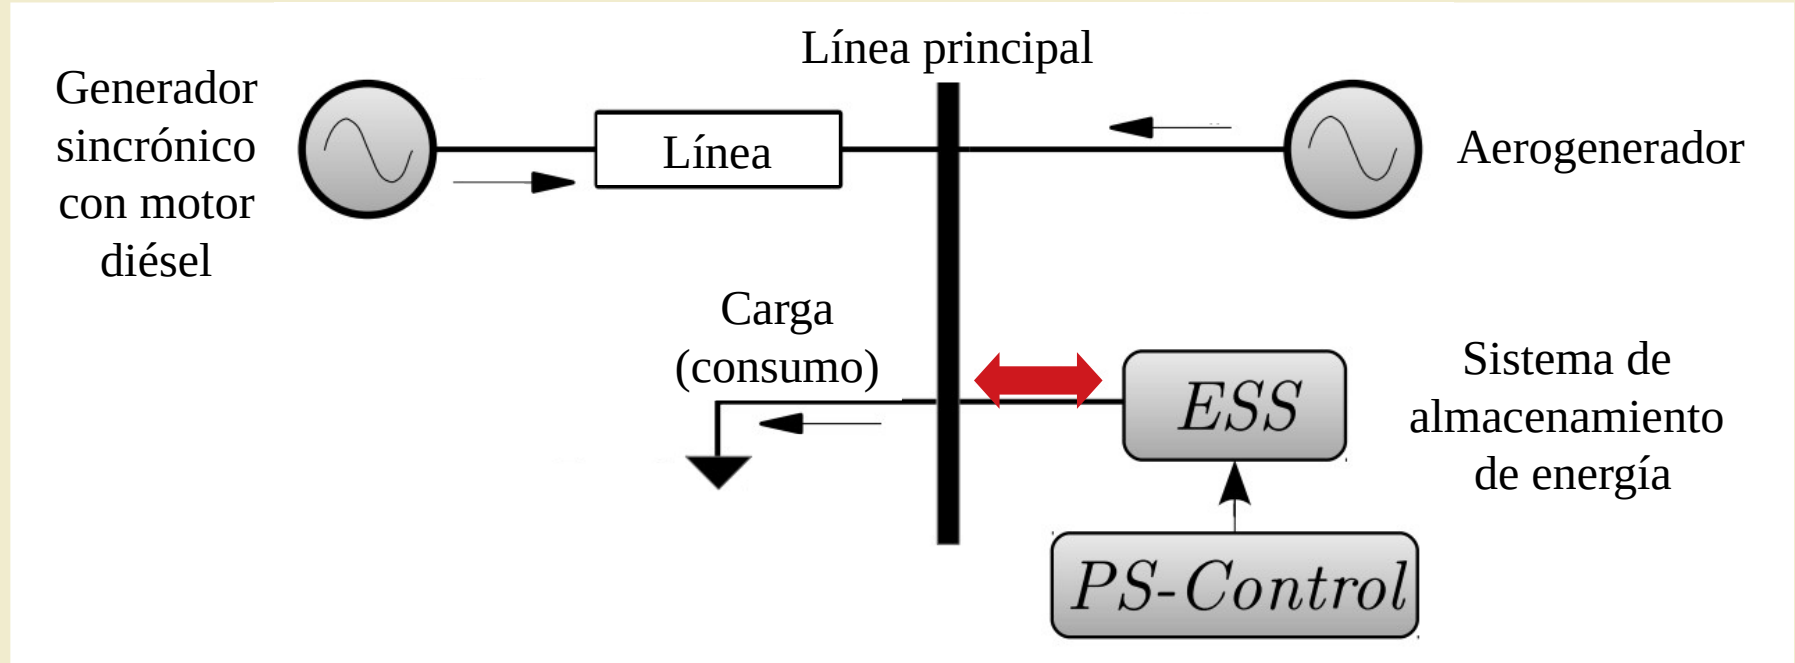 Línea principal
Generador
sincrónico
con motor
diésel
Línea
Aerogenerador
Carga
(consumo)
ESS
Sistema de
almacenamiento
de energía
PS-Control